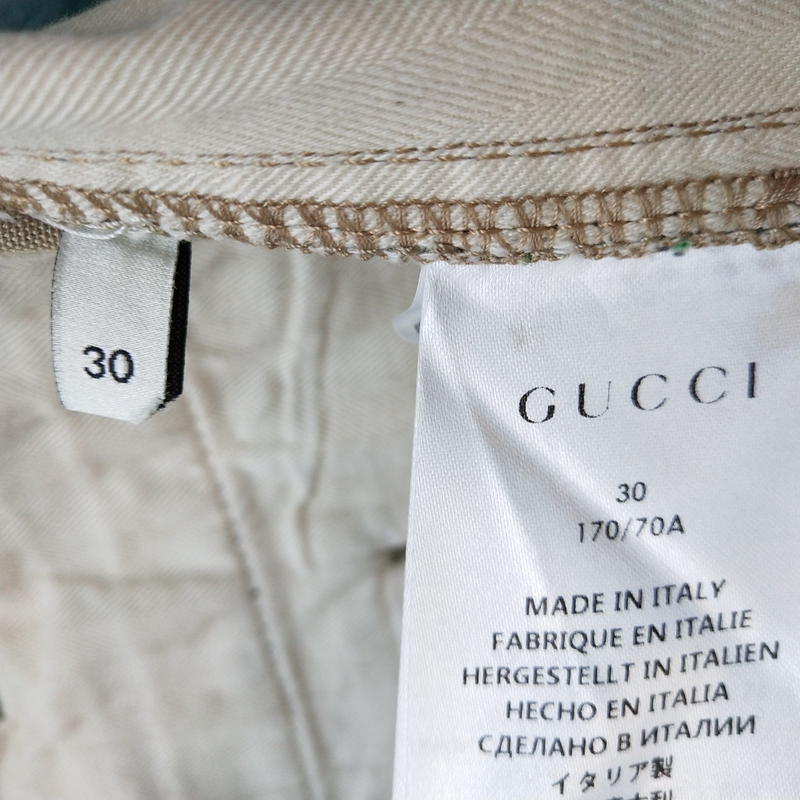 30
GUCCI
30
170/70A
MADE IN ITALY
FABRIQUE EN ITALIE
HERGESTELLT IN ITALIEN
HECHO EN ITALIA
СДЕЛАНО В ИТАЛИИ
イタリア製